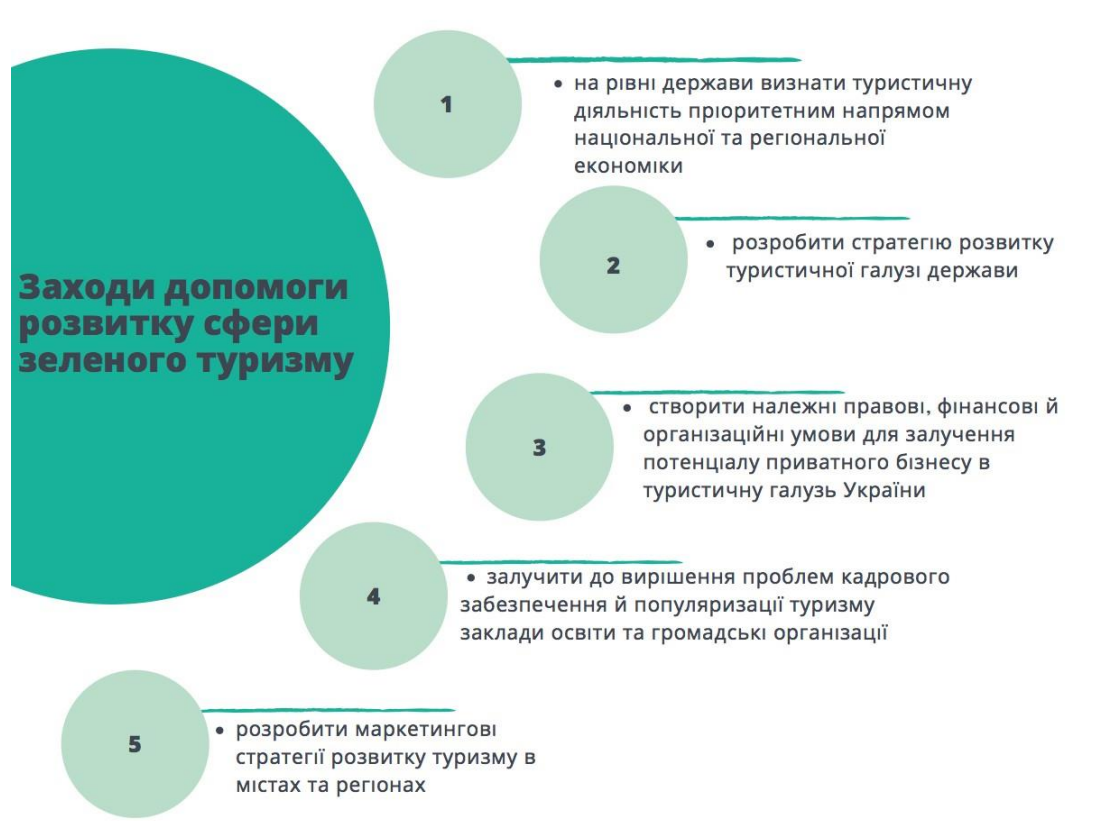 Заходи допомоги
розвитку сфери
зеленого туризму
1
• на рівні держави визнати туристичну
діяльність пріоритетним напрямом
національної та регіональної
економіки
2
• розробити стратегію розвитку
туристичної галузі держави
3
• створити належні правові, фінансові й
організаційні умови для залучення
потенціалу приватного бізнесу в
туристичну галузь України
4
• залучити до вирішення проблем кадрового
забезпечення й популяризації туризму
заклади освіти та громадські організації
5
• розробити маркетингові
стратегії розвитку туризму в
містах та регіонах